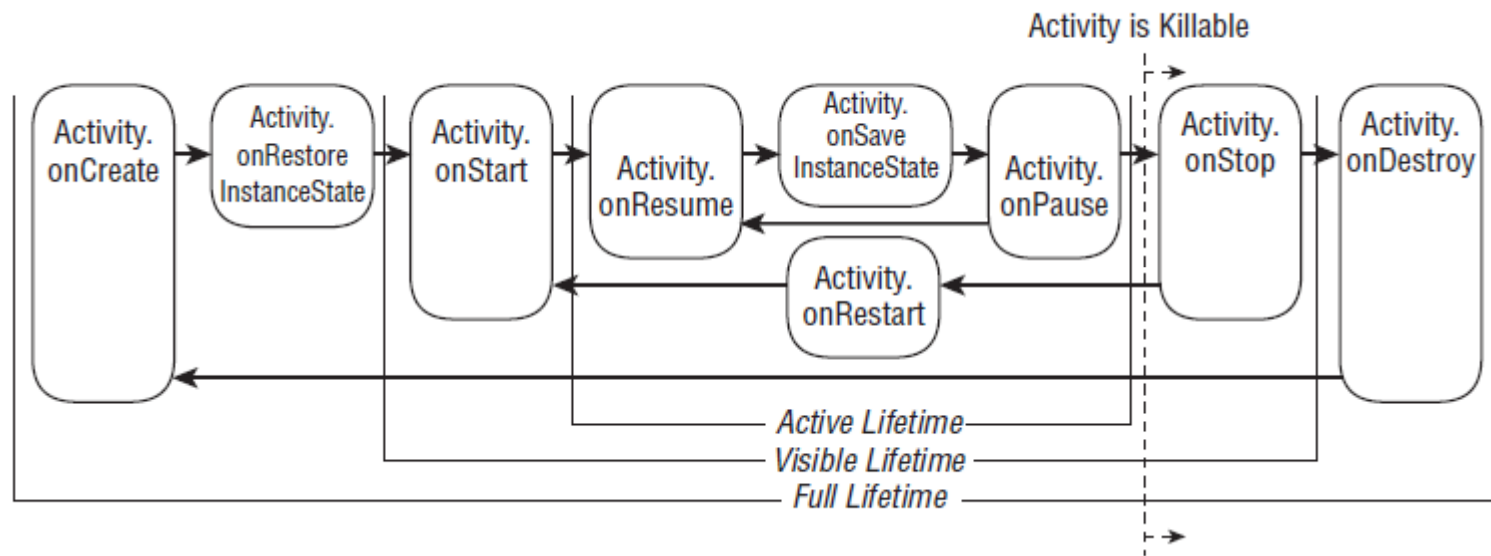 Activity is Killable
Activity.
onCreate
Activity.
onRestore
InstanceState
Activity.
onStart
Activity.
onResume
Activity.
onSave
InstanceState
Activity.
onPause
Activity.
onStop
Activity.
onDestroy
Activity.
onRestart
Active Lifetime
Visible Lifetime
Full Lifetime